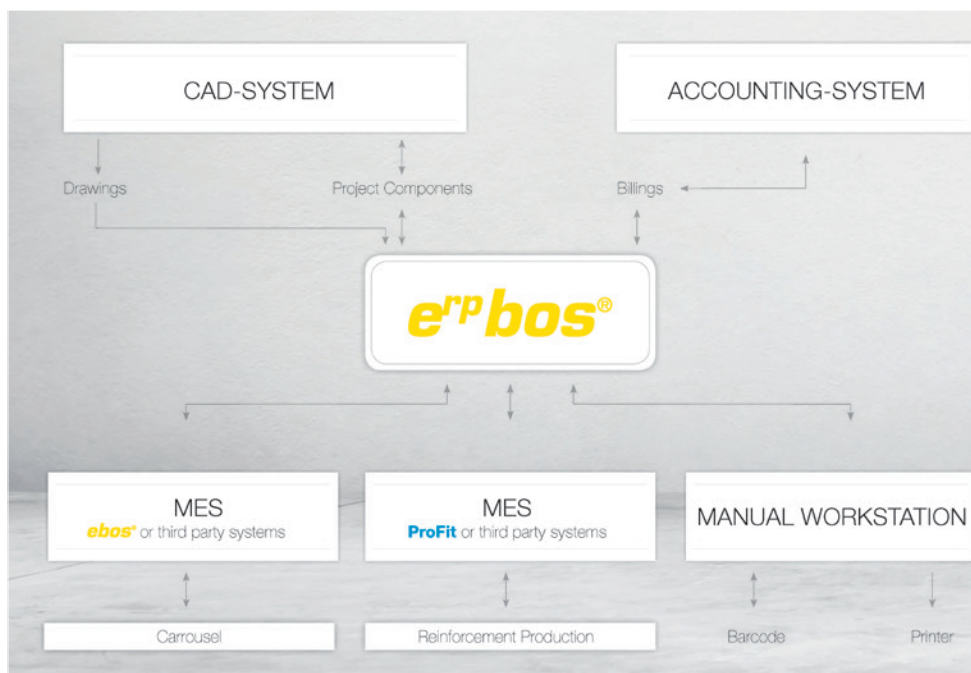 CAD-SYSTEM
ACCOUNTING-SYSTEM
Drawings
Project Components
Billings
erpbos®
MES
ebos® or third party systems
MES
ProFit or third party systems
MANUAL WORKSTATION
Carrousel
Reinforcement Production
Barcode
Printer